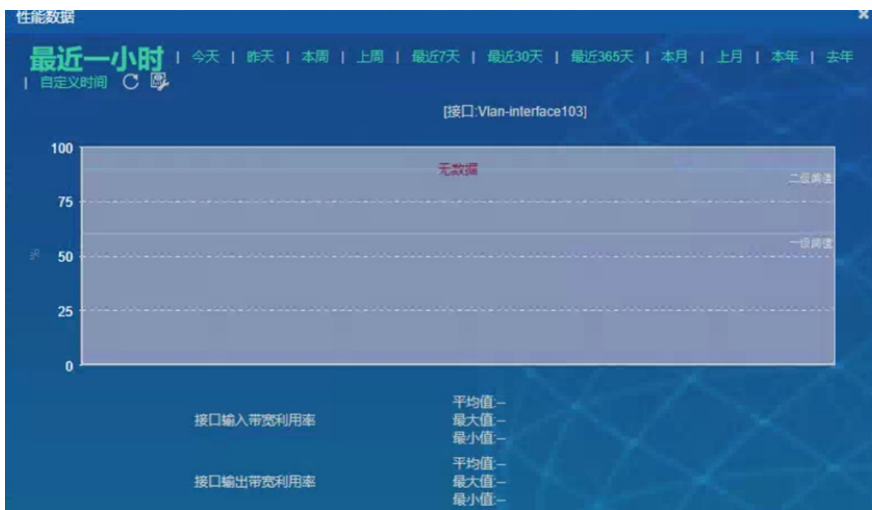 性能数据
最近一小时 | 今天 | 昨天 | 本周 | 上周 | 最近7天 | 最近30天 | 最近365天 | 本月 | 上月 | 本年 | 去年
| 自定义时间
[接口:Vlan-interface103]
100
无数据
二级阈值
75
一级阈值
%
50
25
0
平均值:--
接口输入带宽利用率 最大值:--
最小值:--
平均值:--
接口输出带宽利用率 最大值:--
最小值:--